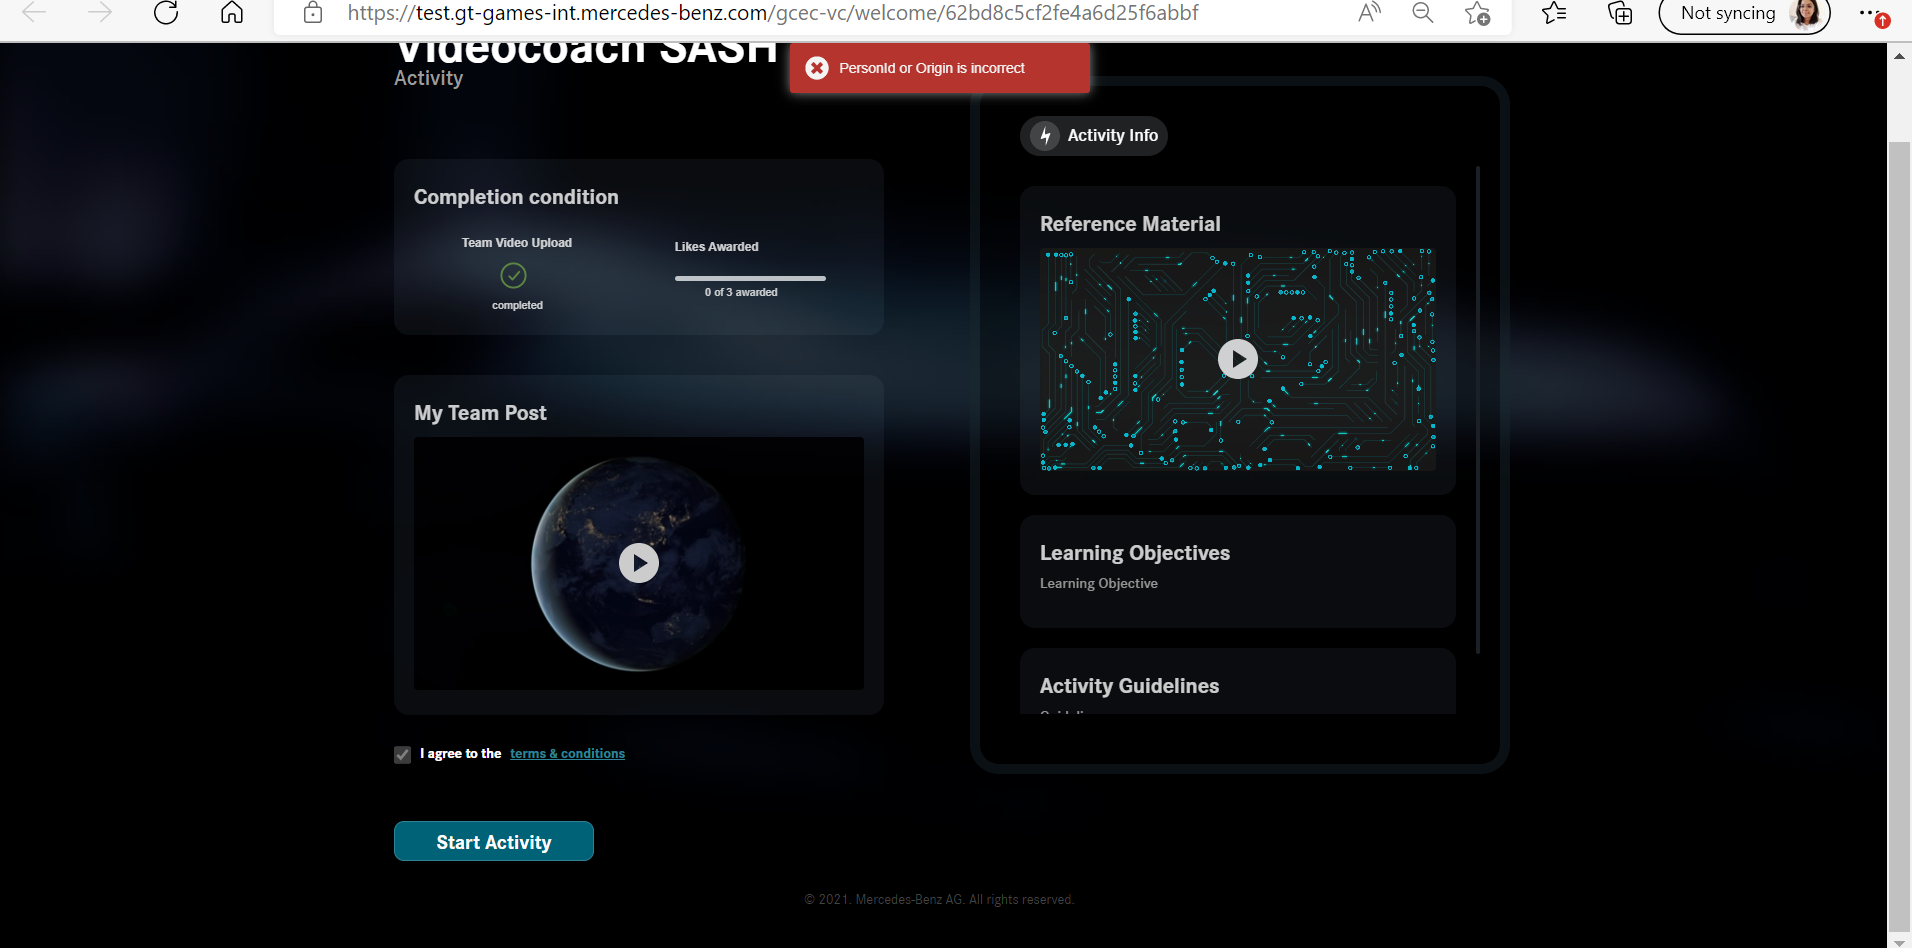 https://test.gt-games-int.mercedes-benz.com/gcec-vc/welcome/62bd8c5cf2fe4a6d25f6abbf
Not syncing
Videocoach SASH
Activity
PersonId or Origin is incorrect
Activity Info
Completion condition
Team Video Upload
completed
Likes Awarded
0 of 3 awarded
My Team Post
I agree to the terms & conditions
Start Activity
Reference Material
Learning Objectives
Learning Objective
Activity Guidelines
© 2021. Mercedes-Benz AG. All rights reserved.